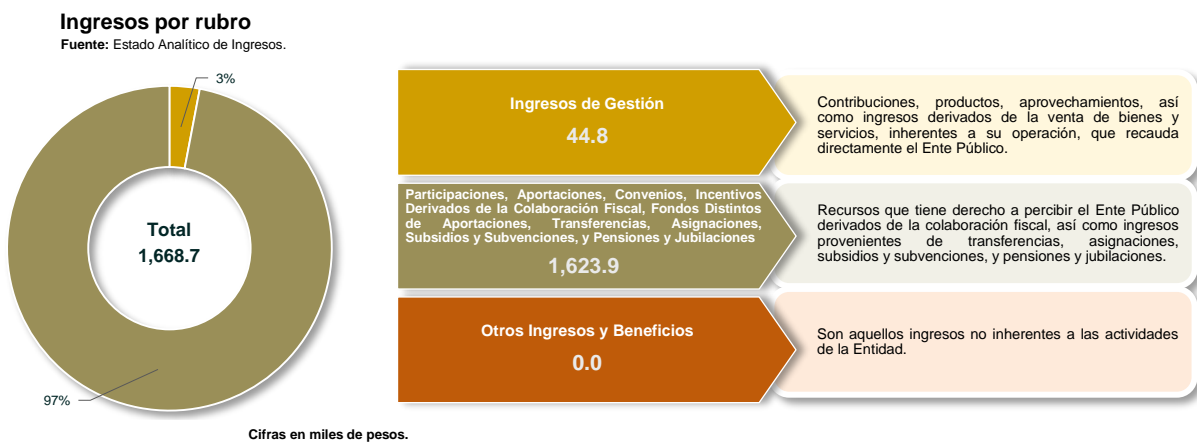 Ingresos por rubro
Fuente: Estado Analítico de Ingresos.
3%
Total
1,668.7
97%
Ingresos de Gestión
44.8
Contribuciones, productos, aprovechamientos, así
como ingresos derivados de la venta de bienes y
servicios, inherentes a su operación, que recauda
directamente el Ente Público.
Participaciones, Aportaciones, Convenios, Incentivos
Derivados de la Colaboración Fiscal, Fondos Distintos
de Aportaciones, Transferencias, Asignaciones,
Subsidios y Subvenciones, y Pensiones y Jubilaciones
1,623.9
Recursos que tiene derecho a percibir el Ente Público
derivados de la colaboración fiscal, así como ingresos
provenientes de transferencias, asignaciones,
subsidios y subvenciones, y pensiones y jubilaciones.
Otros Ingresos y Beneficios
0.0
Son aquellos ingresos no inherentes a las actividades
de la Entidad.
Cifras en miles de pesos.